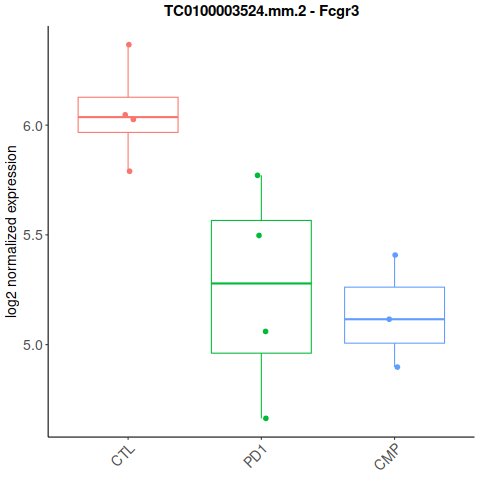 TC0100003524.mm.2 - Fcgr3
log2 normalized expression
6.0
5.5
5.0
CTL
PD1
CMP